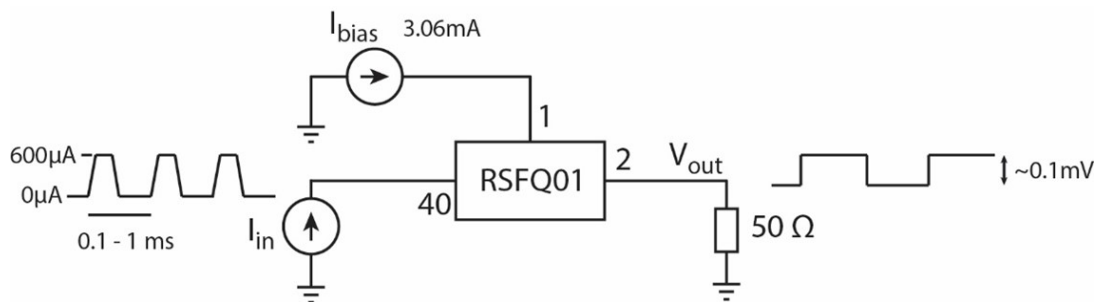 I_bias 3.06mA
1
600μA
0μA
0.1 - 1 ms
I_in
40
RSFQ01
2
V_out
50 Ω
~0.1mV